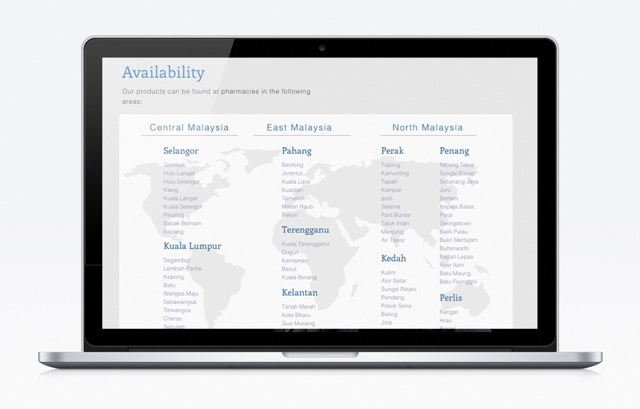 Availability
Our products can be found at pharmacies in the following
areas:
Central Malaysia
East Malaysia
North Malaysia
Selangor
Gombak
Hulu Langat
Hulu Selangor
Klang
Kuala Langat
Kuala Selangor
Petaling
Sabak Bernam
Sepang
Kuala Lumpur
Segambut
Lembah Pantai
Kepong
Batu
Wangsa Maju
Setiawangsa
Titiwangsa
Cheras
Seputeh
Pahang
Bentong
Jerantut
Kuala Lipis
Kuantan
Temerloh
Maran Raub
Pekan
Terengganu
Kuala Terengganu
Dugun
Kemaman
Besut
Kuala Berang
Kelantan
Tanah Merah
Kota Bharu
Gua Musang
Perak
Taiping
Kamunting
Tapah
Kampar
Ipoh
Selama
Parit Buntar
Teluk Intan
Manjung
Air Tawar
Kedah
Kulim
Alor Setar
Sungai Petani
Pendang
Pokok Sena
Baling
Jitra
Penang
Nibong Tebal
Sungai Bakap
Seberang Jaya
Juru
Bertam
Kepala Batas
Perai
Georgetown
Balik Pulau
Bukit Mertajam
Butterworth
Bayan Lepas
Ayer Itam
Batu Maung
Batu Ferringhi
Perlis
Kangar
Arau